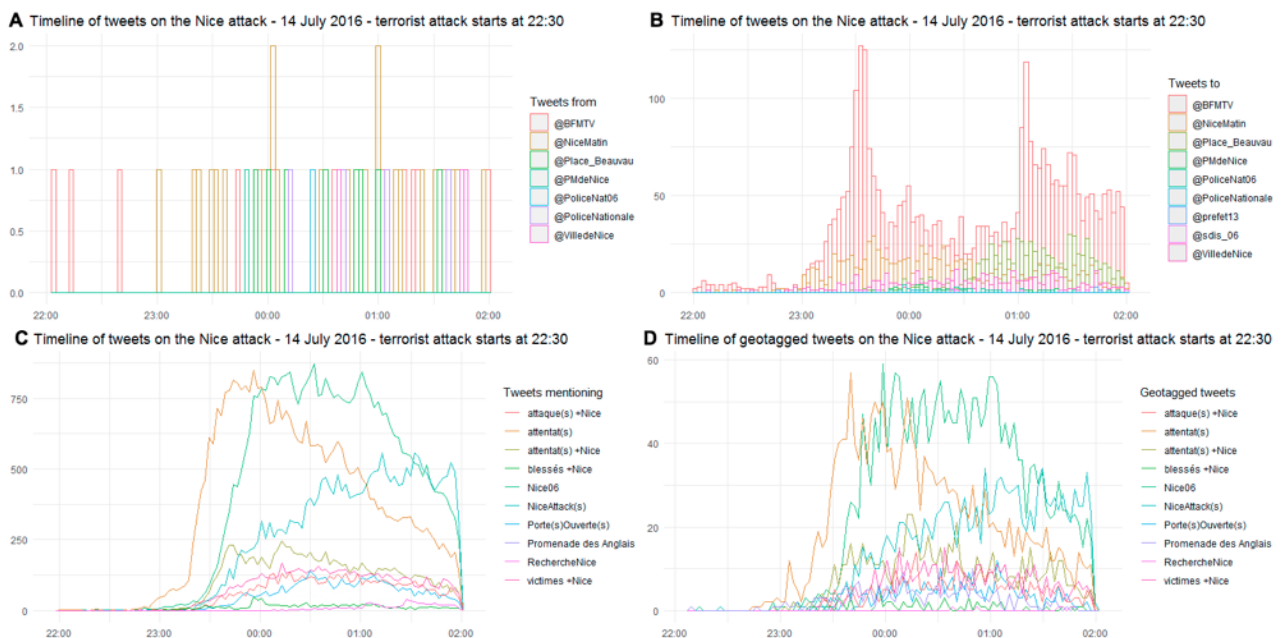 A Timeline of tweets on the Nice attack - 14 July 2016 - terrorist attack starts at 22:30
2.0
1.5
1.0
0.5
0.0
22:00 23:00 00:00 01:00 02:00
Tweets from
@BFMTV
@NiceMatin
@Place_Beauvau
@PMdeNice
@PoliceNat06
@PoliceNationale
@VilledeNice
B Timeline of tweets on the Nice attack - 14 July 2016 - terrorist attack starts at 22:30
100
50
0
22:00 23:00 00:00 01:00 02:00
Tweets to
@BFMTV
@NiceMatin
@Place_Beauvau
@PMdeNice
@PoliceNat06
@PoliceNationale
@prefet13
@sdis_06
@VilledeNice
C Timeline of tweets on the Nice attack - 14 July 2016 - terrorist attack starts at 22:30
750
500
250
0
22:00 23:00 00:00 01:00 02:00
Tweets mentioning
attaque(s) +Nice
attentat(s)
attentat(s) +Nice
blessés +Nice
Nice06
NiceAttack(s)
Porte(s)Ouverte(s)
Promenade des Anglais
RechercheNice
victimes +Nice
D Timeline of geotagged tweets on the Nice attack - 14 July 2016 - terrorist attack starts at 22:30
60
40
20
0
22:00 23:00 00:00 01:00 02:00
Geotagged tweets
attaque(s) +Nice
attentat(s)
attentat(s) +Nice
blessés +Nice
Nice06
NiceAttack(s)
Porte(s)Ouverte(s)
Promenade des Anglais
RechercheNice
victimes +Nice